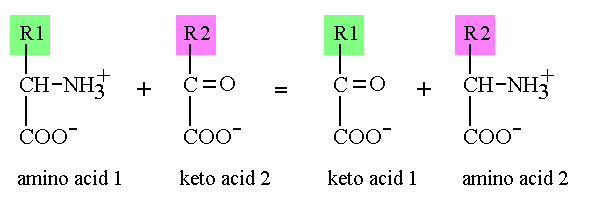 R1 R2 R1 R2
CH–NH3+ + C=O = C=O + CH–NH3+
COO− COO− COO− COO−
amino acid 1 keto acid 2 keto acid 1 amino acid 2